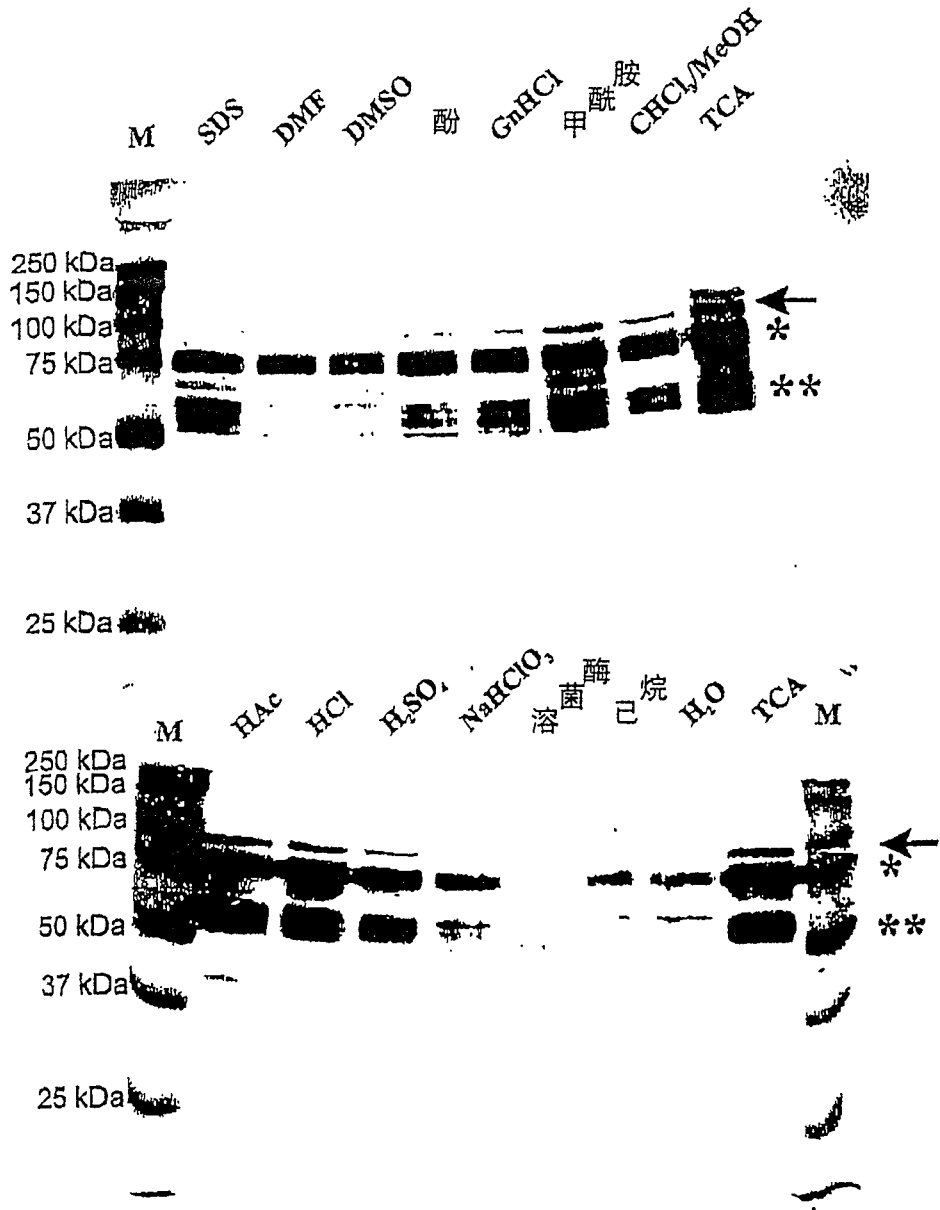 M SDS DMF DMSO 酚 GnHCl 甲酰胺 CHCl₃/MeOH TCA
250 kDa
150 kDa
100 kDa
*
75 kDa
**
50 kDa
37 kDa
25 kDa
M HAc HCl H₂SO₄ NaHClO₃ 溶菌酶 己烷 H₂O TCA M
250 kDa
150 kDa
100 kDa
75 kDa
*
50 kDa
**
37 kDa
25 kDa